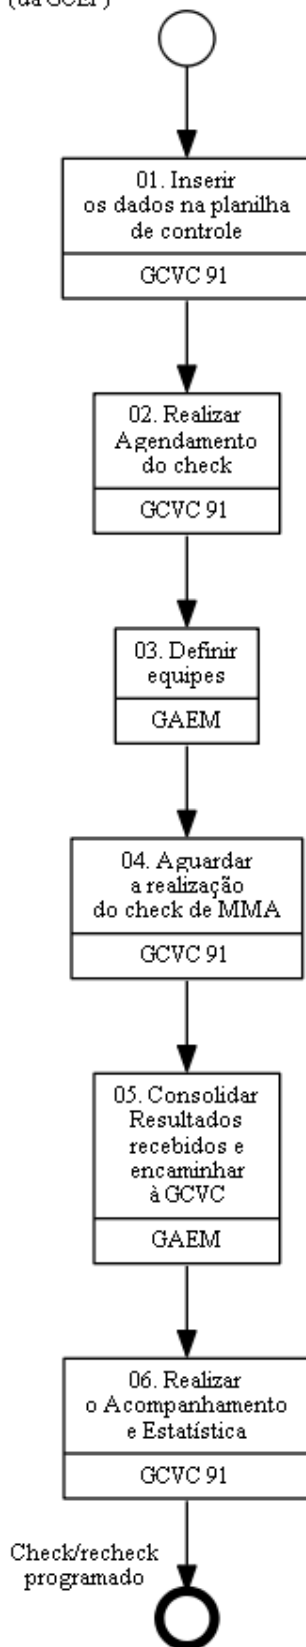 01. Inserir
os dados na planilha
de controle
GCVC 91
02. Realizar
Agendamento
do check
GCVC 91
03. Definir
equipes
GAEM
04. Aguardar
a realização
do check de MMA
GCVC 91
05. Consolidar
Resultados
recebidos e
encaminhar
à GCVC
GAEM
06. Realizar
o Acompanhamento
e Estatística
GCVC 91
Check/recheck
programado